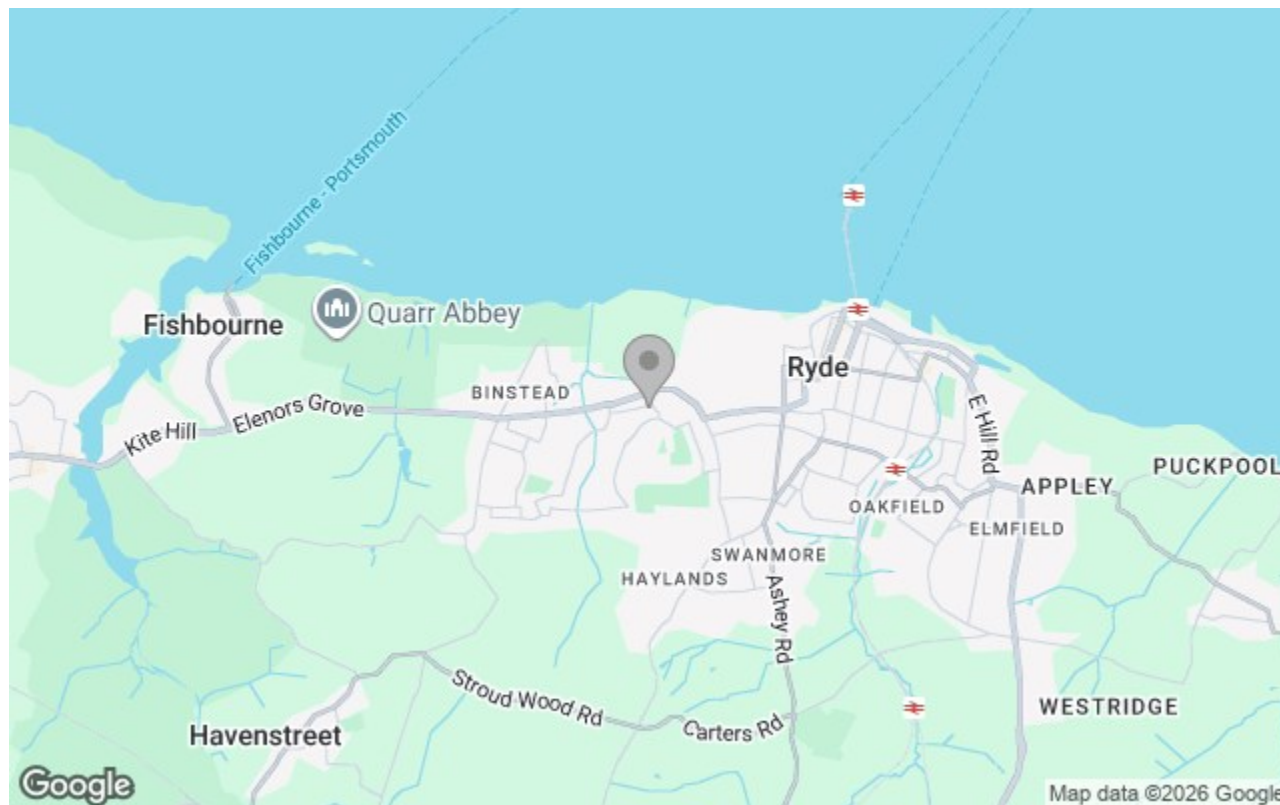 Fishbourne - Portsmouth
Quarr Abbey
Fishbourne
Ryde
BINSTEAD
Elenors Grove
Kite Hill
E Hill Rd
PUCKPOOL
APPLEY
OAKFIELD
ELMFIELD
SWANMORE
HAYLANDS
Ashey Rd
Stroud Wood Rd
Carters Rd
WESTRIDGE
Havenstreet
Google
Map data ©2026 Google